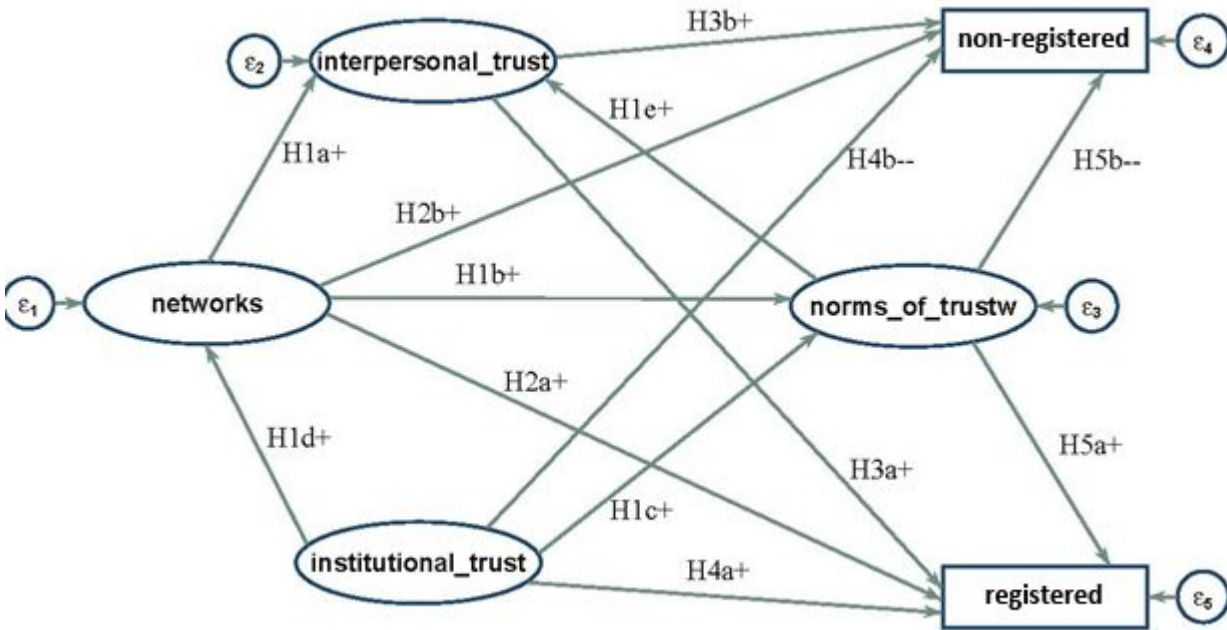 H3b+
non-registered
ε4
ε2
interpersonal_trust
H1e+
H1a+
H4b--
H5b--
H2b+
H1b+
ε1
networks
norms_of_trustw
ε3
H2a+
H1d+
H5a+
H3a+
H1c+
institutional_trust
H4a+
registered
ε5